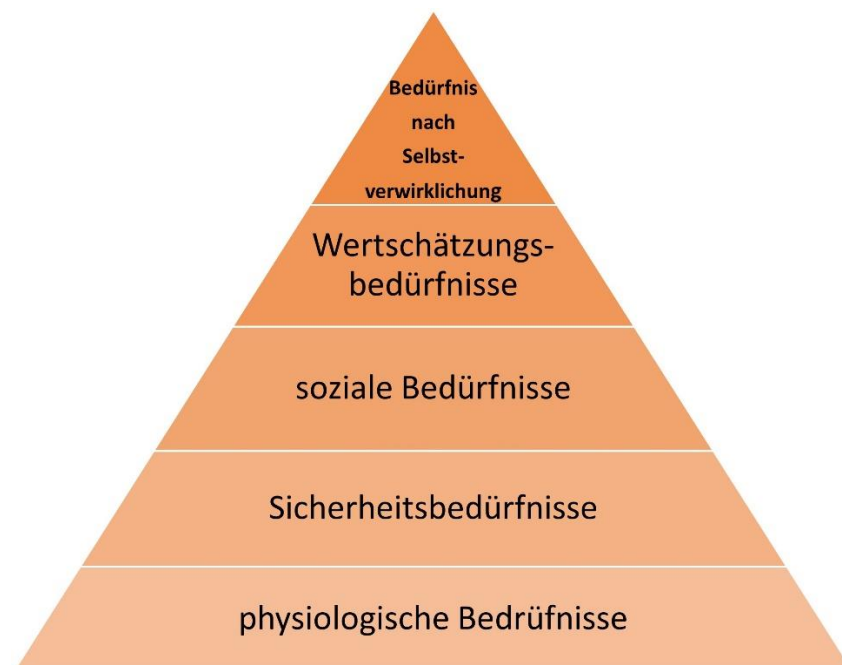 Bedürfnis
nach
Selbst-
verwirklichung
Wertschätzungs-
bedürfnisse
soziale Bedürfnisse
Sicherheitsbedürfnisse
physiologische Bedrüfnisse